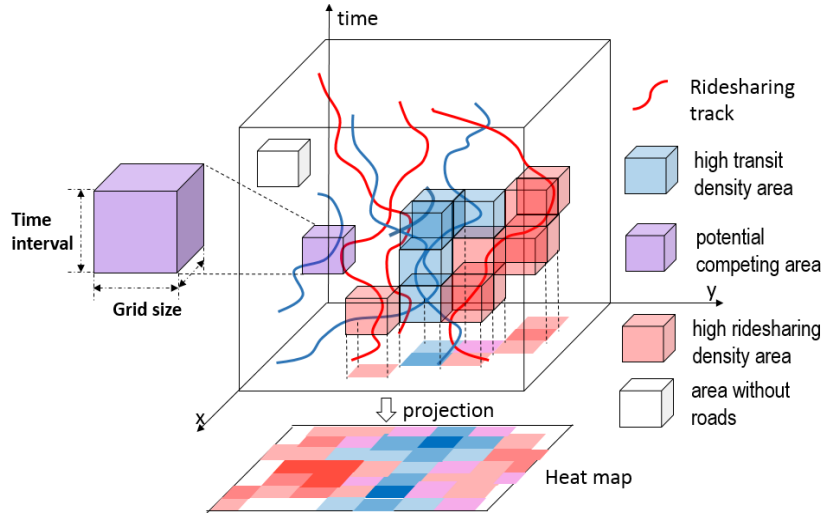 time
Ridesharing
track
high transit
density area
Time
interval
potential
competing area
Grid size
y
high ridesharing
density area
x
projection
area without
roads
Heat map